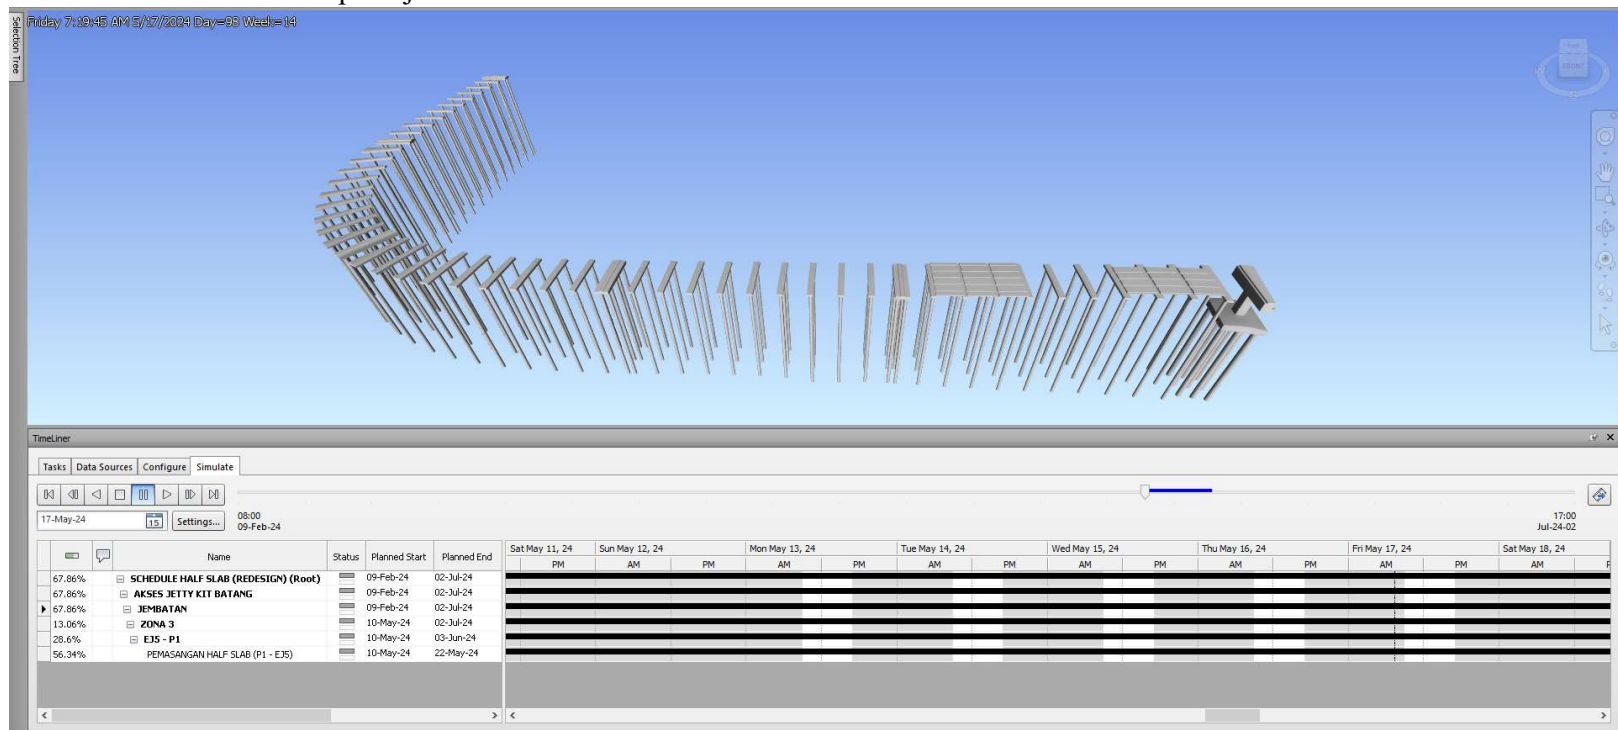 Friday 7:19:45 AM 5/17/2024 Day=98 Week=14
Selection Tree
FRONT
TimeLiner
Tasks Data Sources Configure Simulate
17-May-24 15 Settings... 08:00 09-Feb-24 17:00 Jul-24-02
Name Status Planned Start Planned End
Sat May 11, 24 Sun May 12, 24 Mon May 13, 24 Tue May 14, 24 Wed May 15, 24 Thu May 16, 24 Fri May 17, 24 Sat May 18, 24
PM AM PM AM PM AM PM AM PM AM PM AM PM AM
67.86% SCHEDULE HALF SLAB (REDESIGN) (Root) 09-Feb-24 02-Jul-24
67.86% AKSES JETTY KIT BATANG 09-Feb-24 02-Jul-24
67.86% JEMBATAN 09-Feb-24 02-Jul-24
13.06% ZONA 3 10-May-24 02-Jul-24
28.6% EJ5 - P1 10-May-24 03-Jun-24
56.34% PEMASANGAN HALF SLAB (P1 - EJ5) 10-May-24 22-May-24